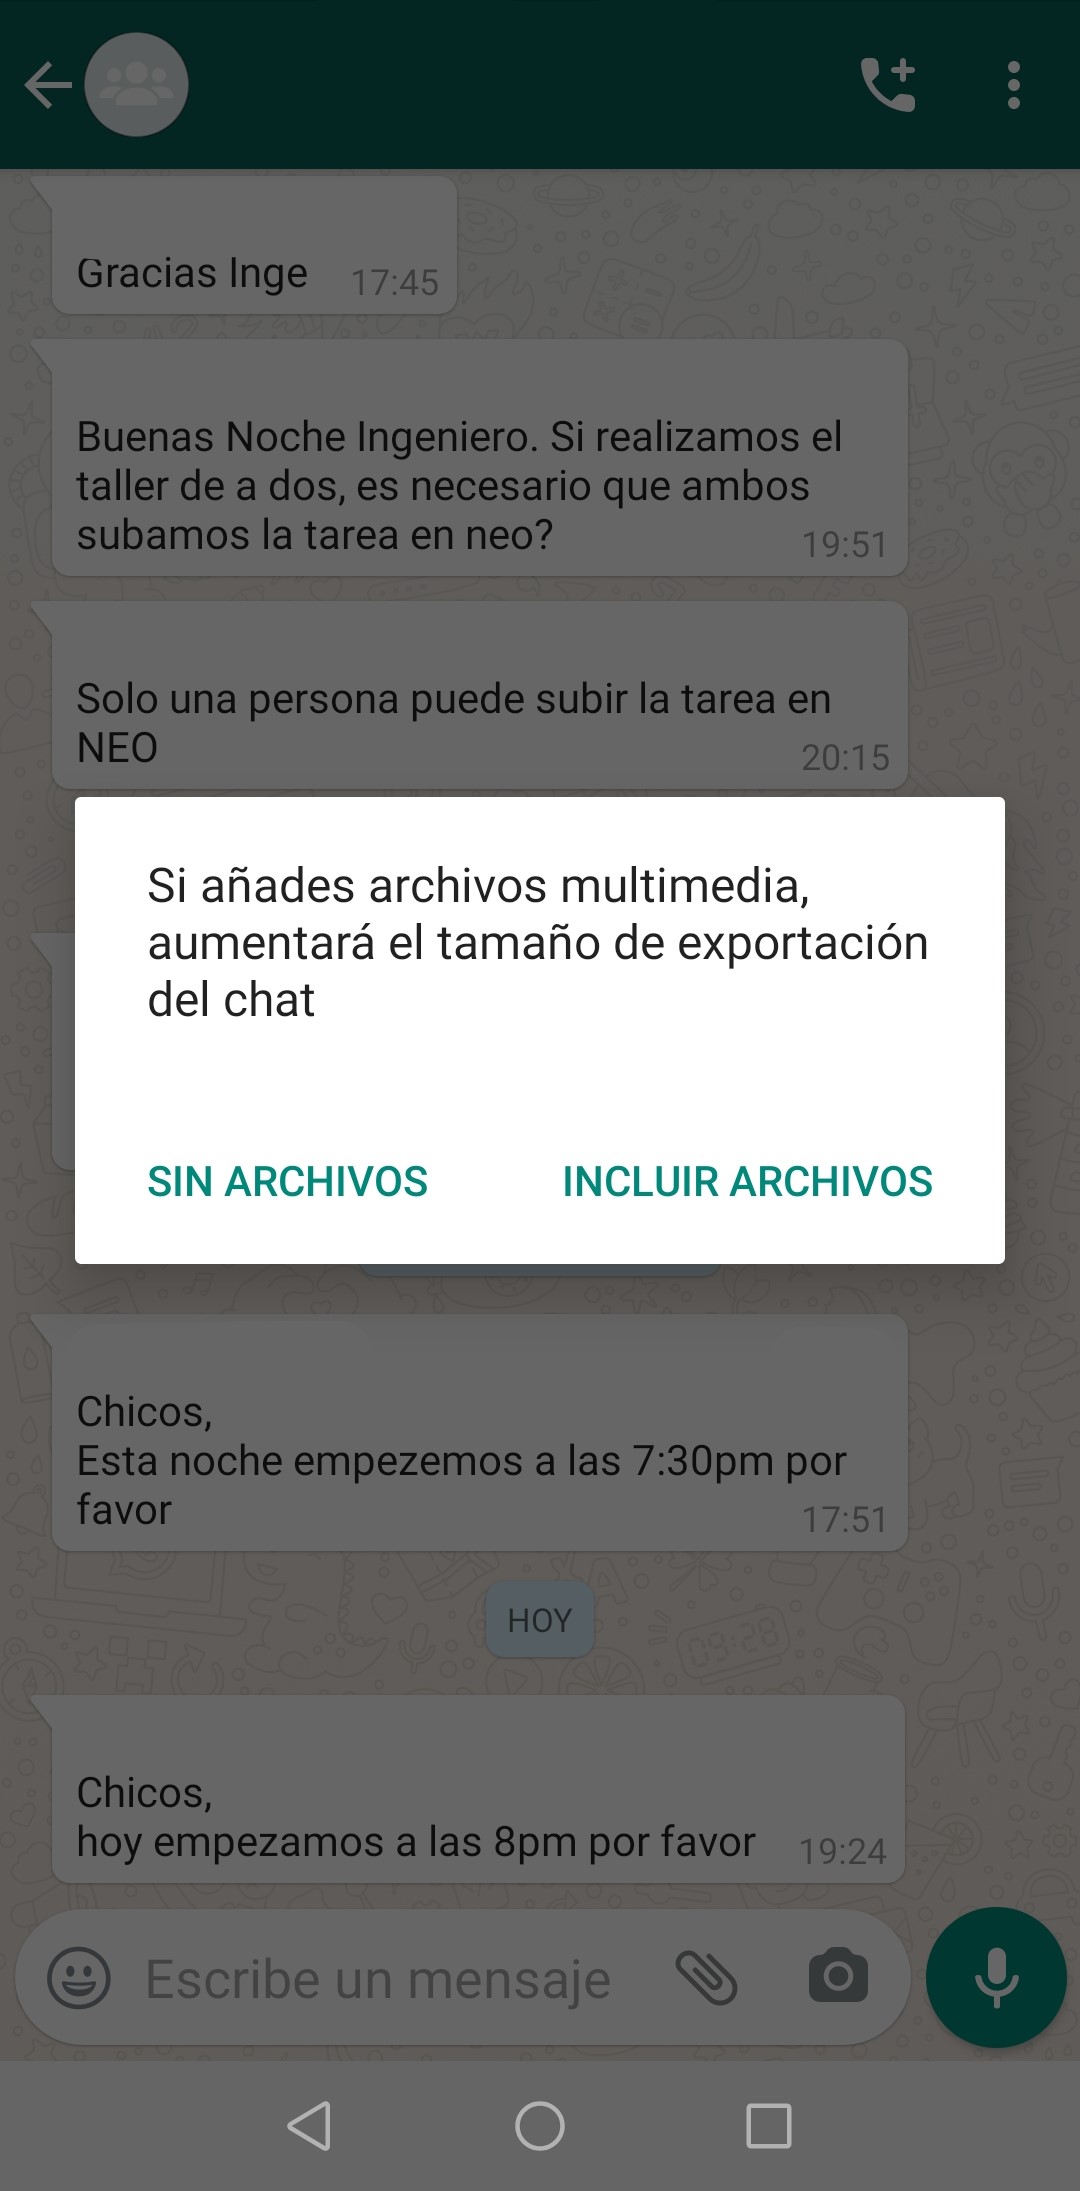 Gracias Inge 17:45
Buenas Noche Ingeniero. Si realizamos el
taller de a dos, es necesario que ambos
subamos la tarea en neo? 19:51
Solo una persona puede subir la tarea en
NEO 20:15
Si añades archivos multimedia,
aumentará el tamaño de exportación
del chat
SIN ARCHIVOS INCLUIR ARCHIVOS
Chicos,
Esta noche empezemos a las 7:30pm por
favor 17:51
HOY
Chicos,
hoy empezamos a las 8pm por favor 19:24
Escribe un mensaje